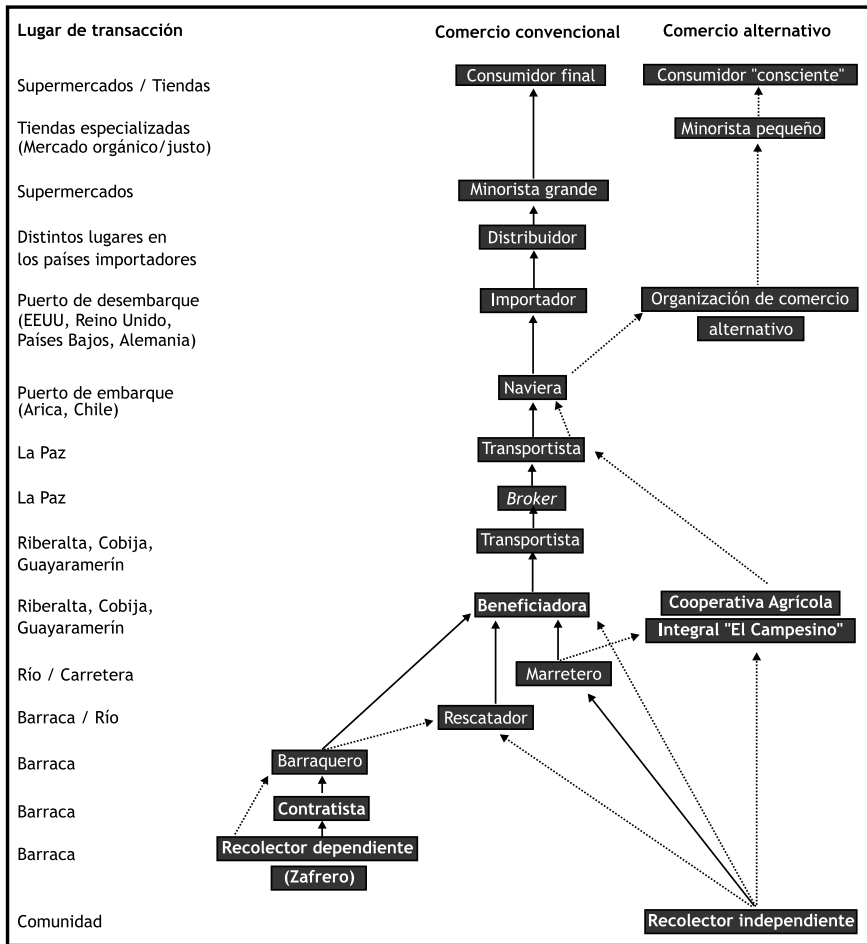 Lugar de transacción
Comercio convencional
Comercio alternativo
Supermercados / Tiendas
Consumidor final
Consumidor "consciente"
Tiendas especializadas
(Mercado orgánico/justo)
Minorista pequeño
Supermercados
Minorista grande
Distintos lugares en
los países importadores
Distribuidor
Puerto de desembarque
(EEUU, Reino Unido,
Países Bajos, Alemania)
Importador
Organización de comercio
alternativo
Puerto de embarque
(Arica, Chile)
Naviera
La Paz
Transportista
La Paz
Broker
Riberalta, Cobija,
Guayaramerín
Transportista
Riberalta, Cobija,
Guayaramerín
Beneficiadora
Cooperativa Agrícola
Integral "El Campesino"
Río / Carretera
Marretero
Barraca / Río
Rescatador
Barraca
Barraquero
Barraca
Contratista
Barraca
Recolector dependiente
(Zafrero)
Comunidad
Recolector independiente